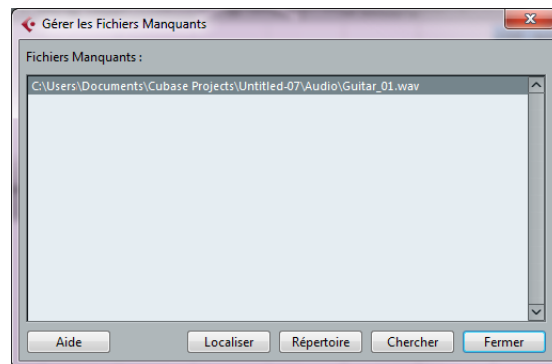 Gérer les Fichiers Manquants
Fichiers Manquants :
C:\Users\Documents\Cubase Projects\Untitled-07\Audio\Guitar_01.wav
Aide
Localiser
Répertoire
Chercher
Fermer